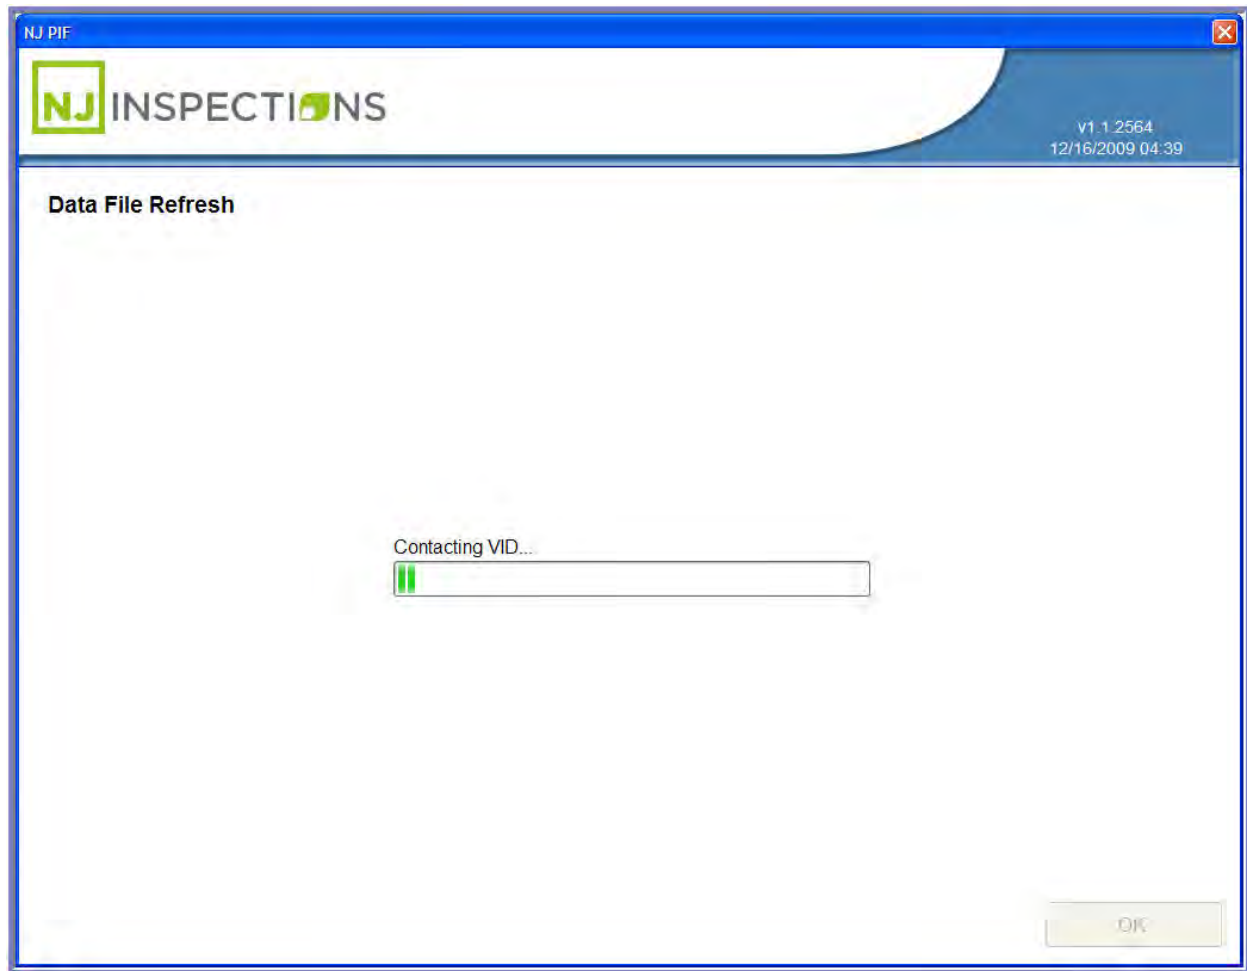 NJ PIF
NJ INSPECTIONS
v1.1.2564
12/16/2009 04:39
Data File Refresh
Contacting VID...
OK